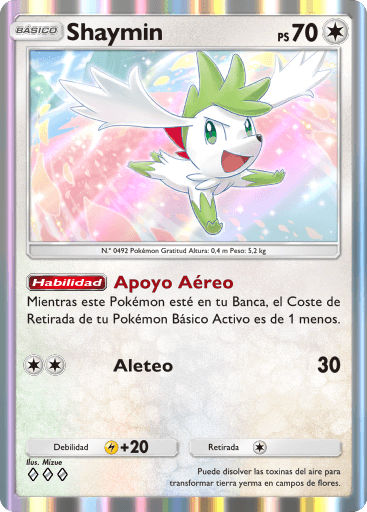 BÁSICO Shaymin PS 70
N.º 0492 Pokémon Gratitud Altura: 0,4 m Peso: 5,2 kg
Habilidad Apoyo Aéreo
Mientras este Pokémon esté en tu Banca, el Coste de
Retirada de tu Pokémon Básico Activo es de 1 menos.
Aleteo 30
Debilidad +20 Retirada
Ilus. Mizue
Puede disolver las toxinas del aire para
transformar tierra yerma en campos de flores.